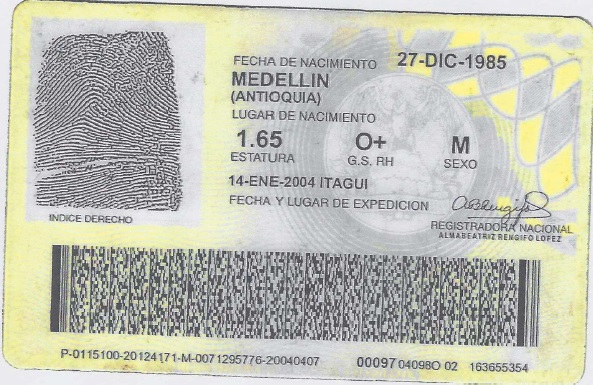 FECHA DE NACIMIENTO 27-DIC-1985
MEDELLIN
(ANTIOQUIA)
LUGAR DE NACIMIENTO
1.65 O+ M
ESTATURA G.S. RH SEXO
14-ENE-2004 ITAGUI
FECHA Y LUGAR DE EXPEDICION
INDICE DERECHO
REGISTRADORA NACIONAL
ALMABEATRIZ RENGIFO LOPEZ
P-0115100-20124171-M-0071295776-20040407 00097 04098O 02 163655354